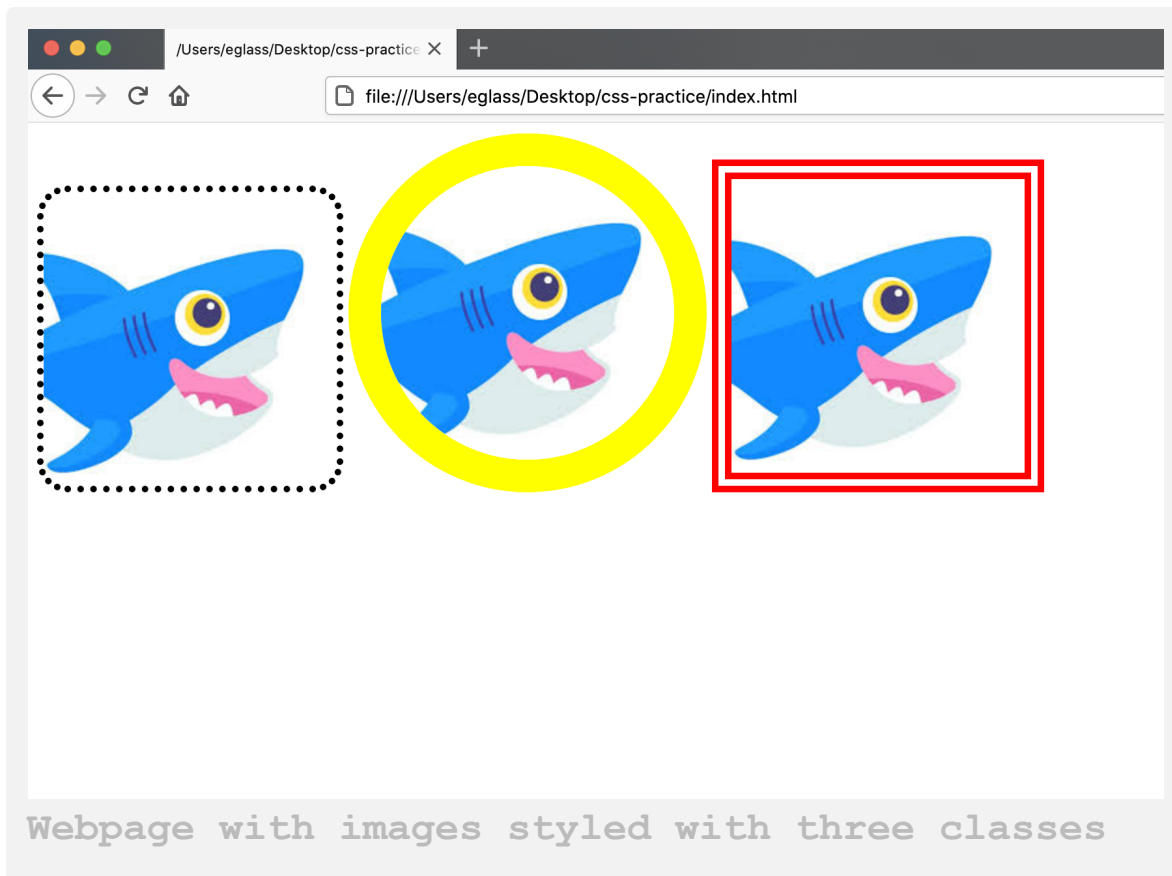 /Users/eglass/Desktop/css-practice
file:///Users/eglass/Desktop/css-practice/index.html
Webpage with images styled with three classes